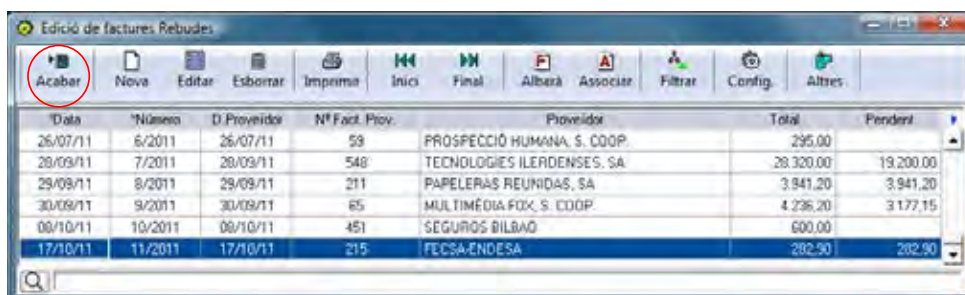 Edició de factures Rebudes
Acabar Nova Editar Esborrar Imprimir Inici Final Albarà Associar Filtrar Config. Altres
*Data *Número D.Proveïdor Nº Fact. Prov. Proveïdor Total Pendent
26/07/11 6/2011 26/07/11 59 PROSPECCIÓ HUMANA, S. COOP. 295,00
28/09/11 7/2011 28/09/11 548 TECNOLOGIES ILERDENSES, SA 28.320,00 19.200,00
29/09/11 8/2011 29/09/11 211 PAPELERAS REUNIDAS, SA 3.941,20 3.941,20
30/09/11 9/2011 30/09/11 65 MULTIMÉDIA FOX, S. COOP. 4.236,20 3.177,15
08/10/11 10/2011 08/10/11 451 SEGUROS BILBAO 600,00
17/10/11 11/2011 17/10/11 215 FECSA-ENDESA 282,90 282,90